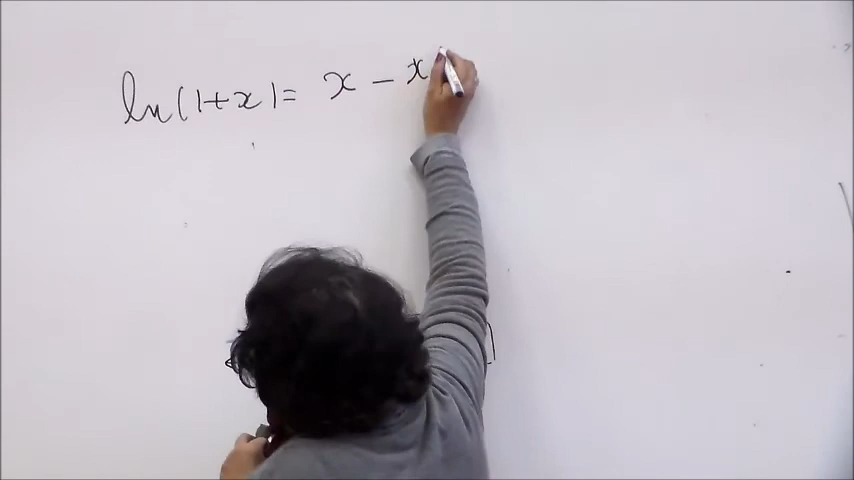 ln(1+x)= x - x